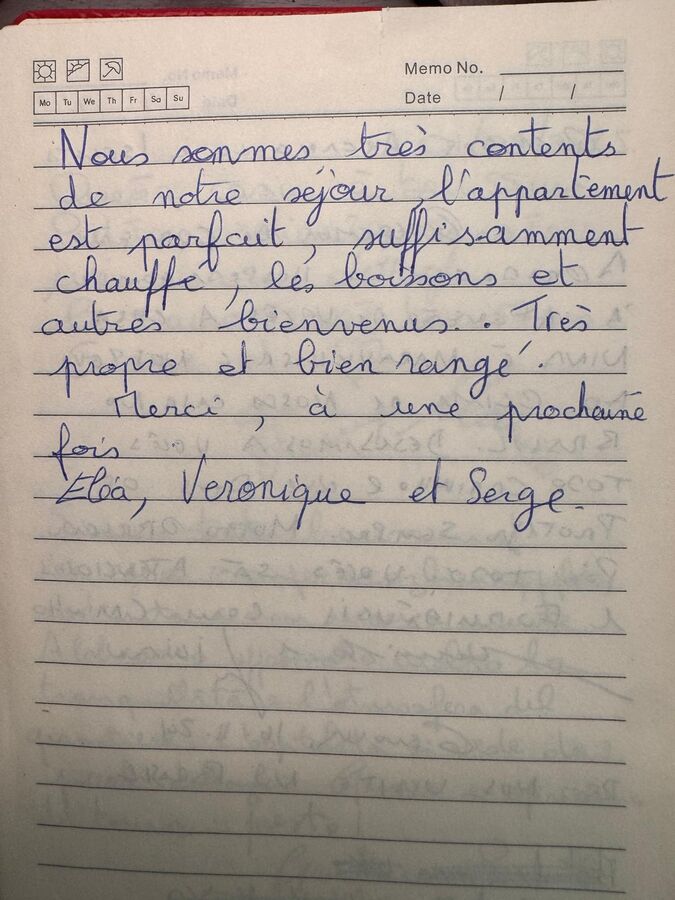 Memo No.
Mo Tu We Th Fr Sa Su
Date / /
Nous sommes très contents
de notre séjour, l'appartement
est parfait, suffisamment
chauffé, les boissons et
autres bienvenus.. Très
propre et bien rangé.
Merci, à une prochaine
fois.
Eléa, Veronique et Serge.